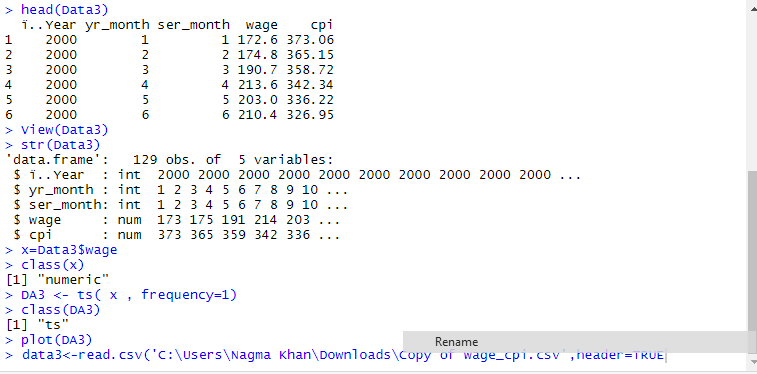 > head(Data3)
ï..Year yr_month ser_month wage cpi
1 2000 1 1 172.6 373.06
2 2000 2 2 174.8 365.15
3 2000 3 3 190.7 358.72
4 2000 4 4 213.6 342.34
5 2000 5 5 203.0 336.22
6 2000 6 6 210.4 326.95
> View(Data3)
> str(Data3)
'data.frame': 129 obs. of 5 variables:
$ ï..Year : int 2000 2000 2000 2000 2000 2000 2000 2000 2000 2000 ...
$ yr_month : int 1 2 3 4 5 6 7 8 9 10 ...
$ ser_month: int 1 2 3 4 5 6 7 8 9 10 ...
$ wage : num 173 175 191 214 203 ...
$ cpi : num 373 365 359 342 336 ...
> x=Data3$wage
> class(x)
[1] "numeric"
> DA3 <- ts( x , frequency=1)
> class(DA3)
[1] "ts"
> plot(DA3)
Rename
> data3<-read.csv('C:\Users\Nagma Khan\Downloads\Copy of wage_cpi.csv',header=TRUE